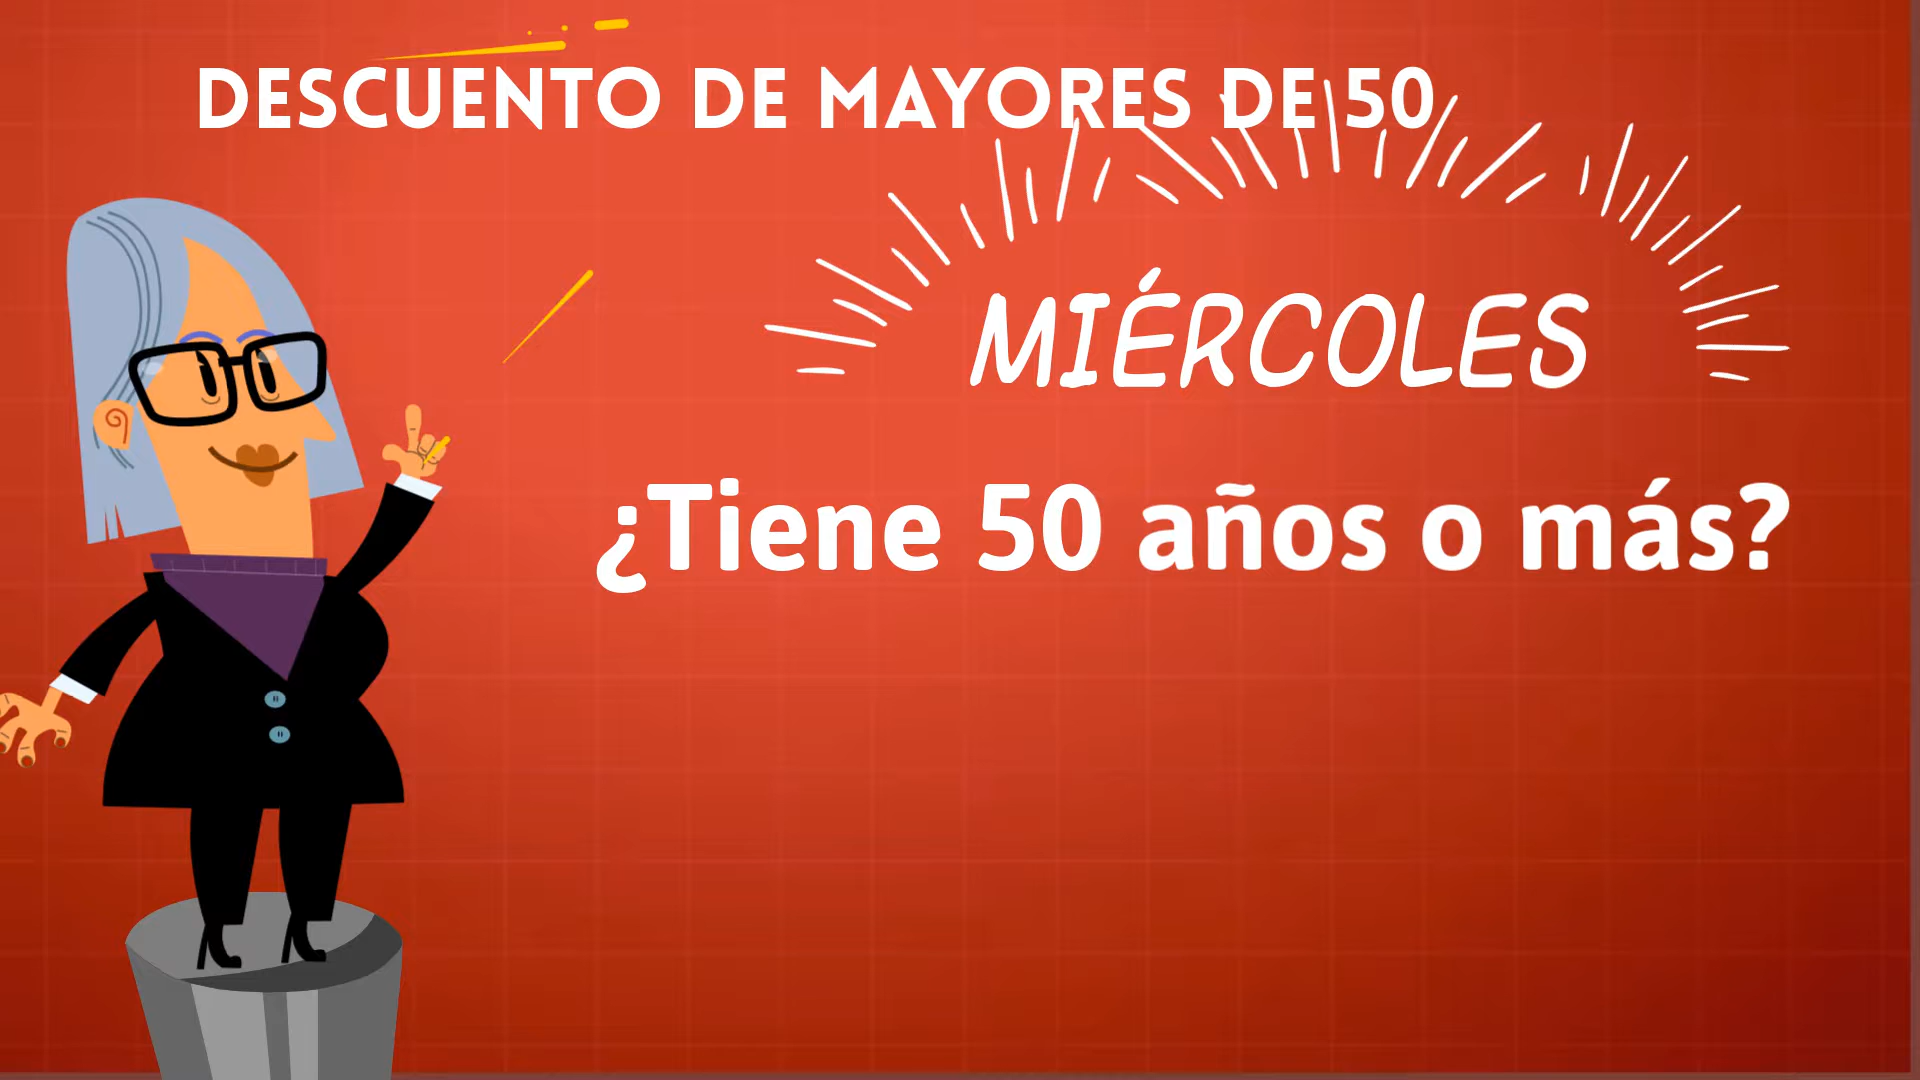 DESCUENTO DE MAYORES DE 50
MIÉRCOLES
¿Tiene 50 años o más?